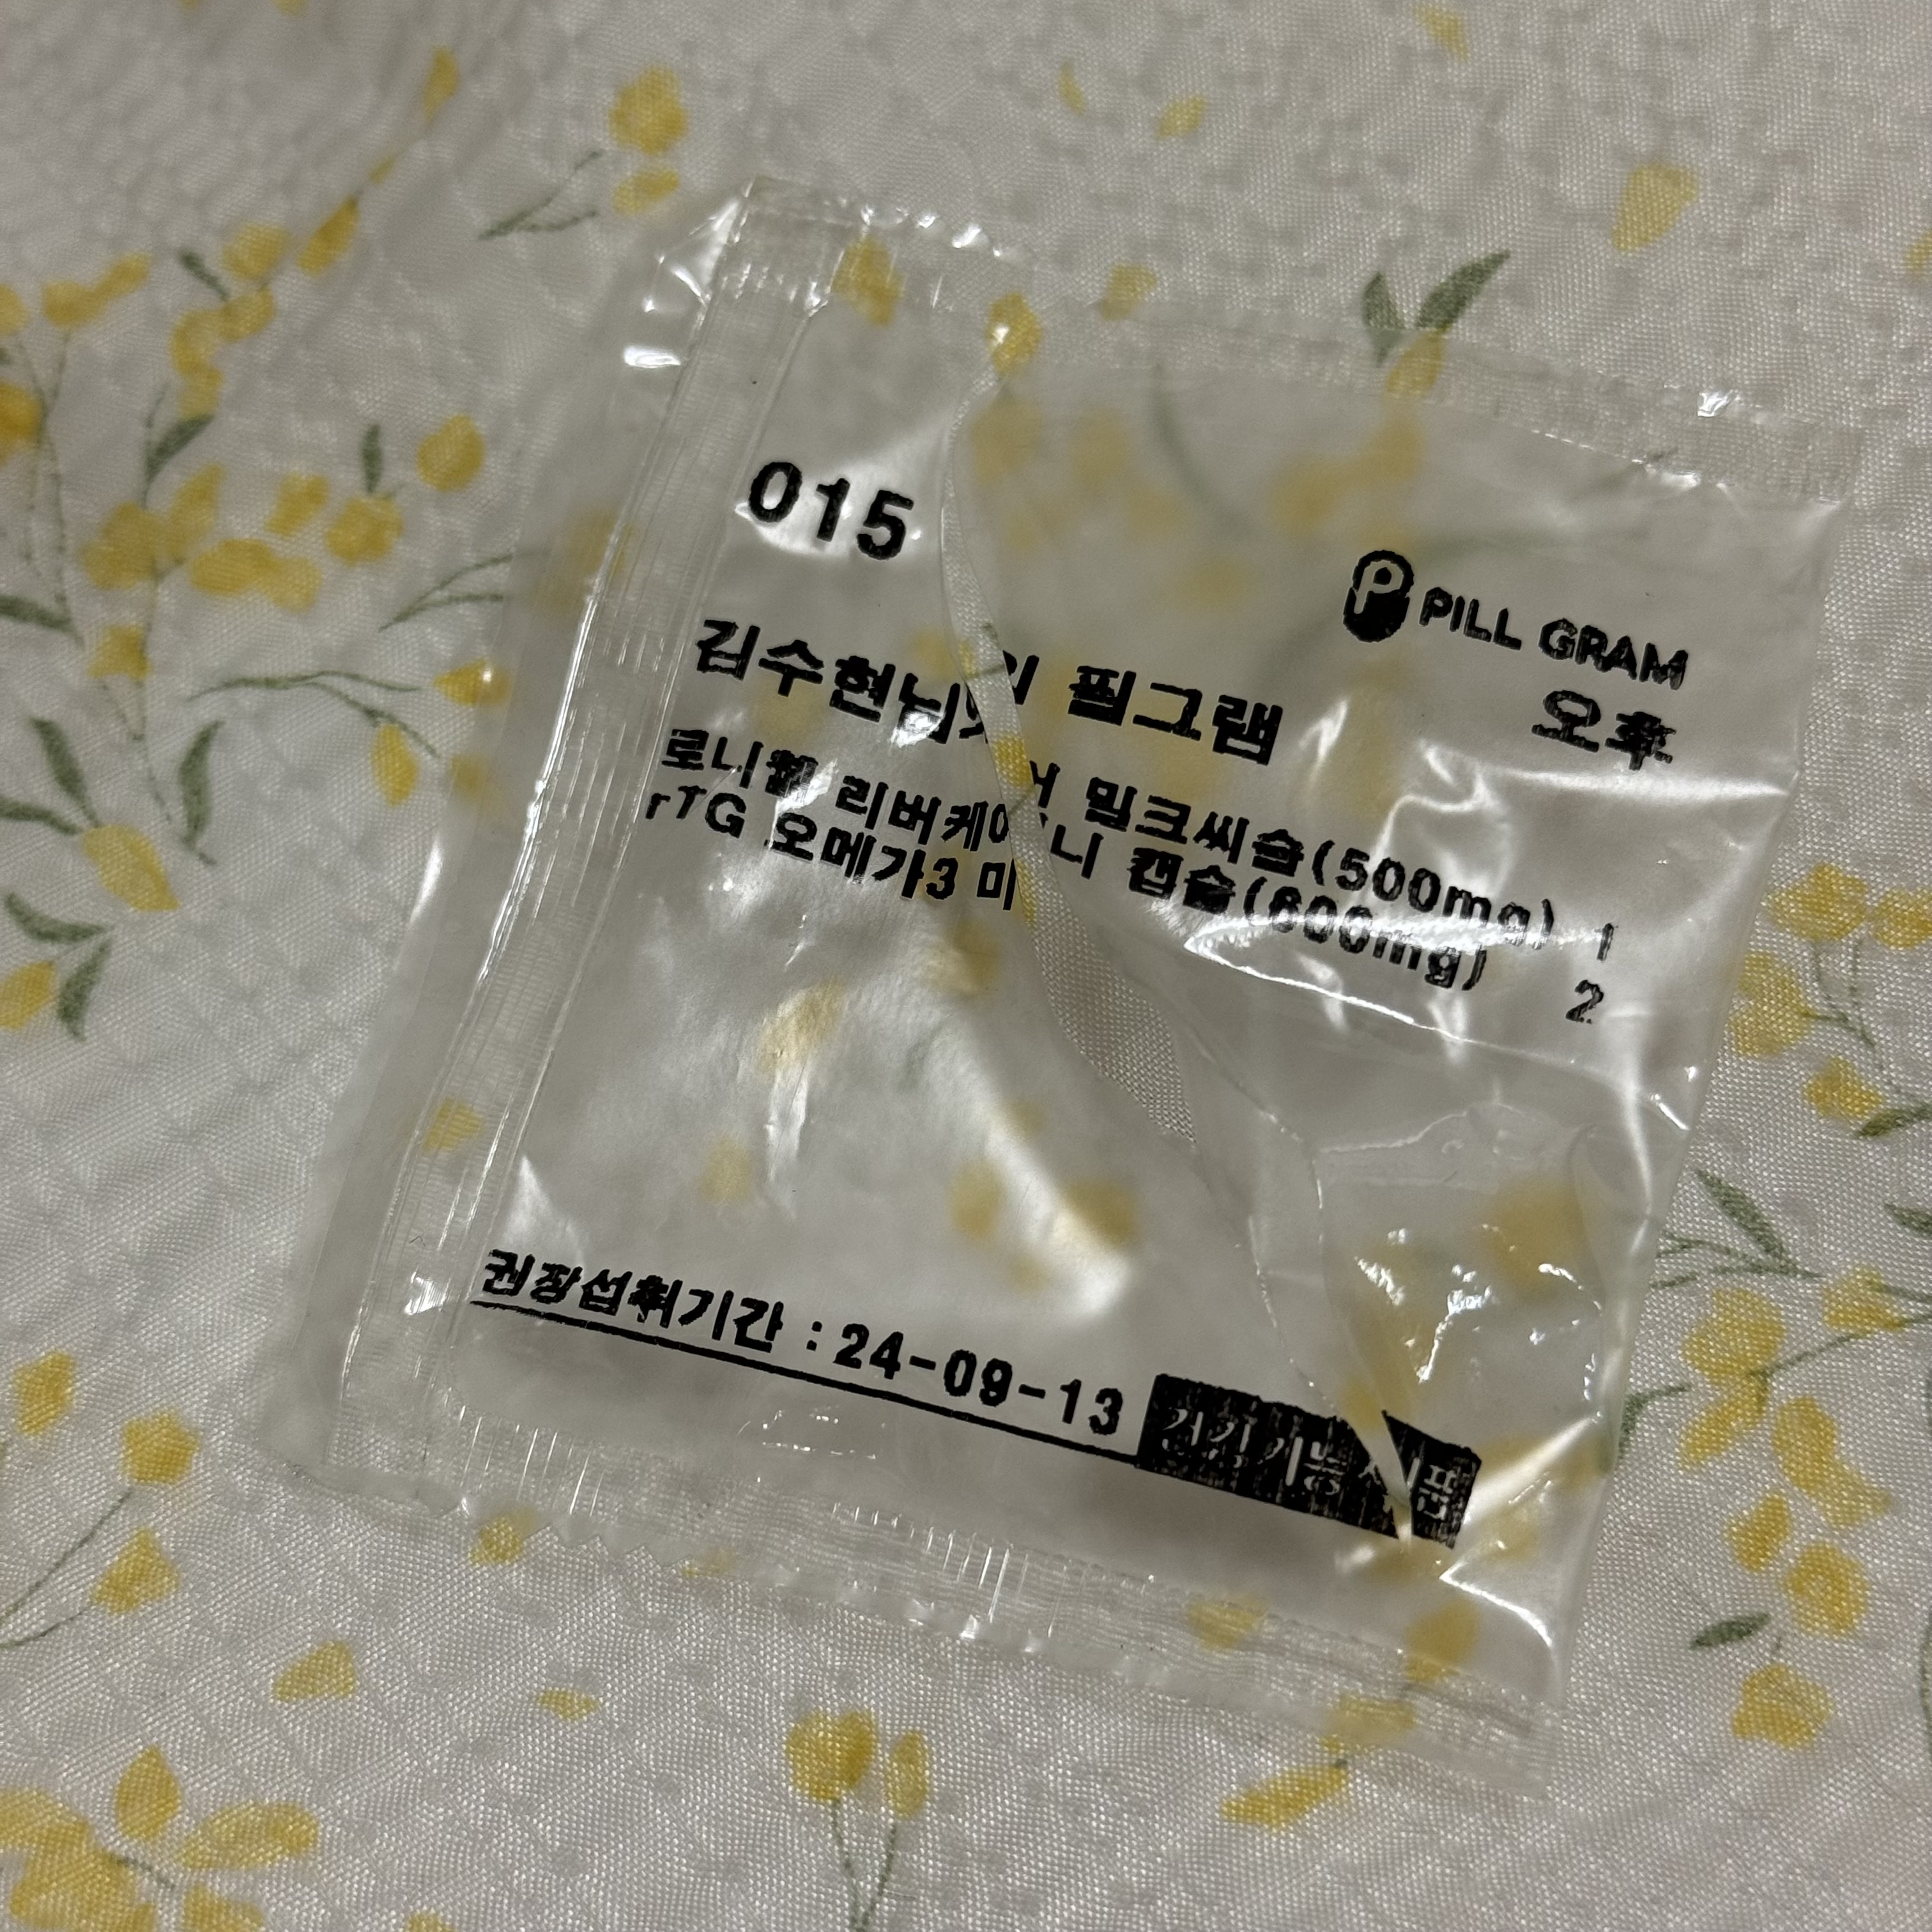 015
PILL GRAM
김수현님의 필그램
오후
로니웰 리버케어 밀크씨슬(500mg) 1
rTG 오메가3 미니 캡슐(600mg) 2
권장섭취기간 : 24-09-13
건강기능식품